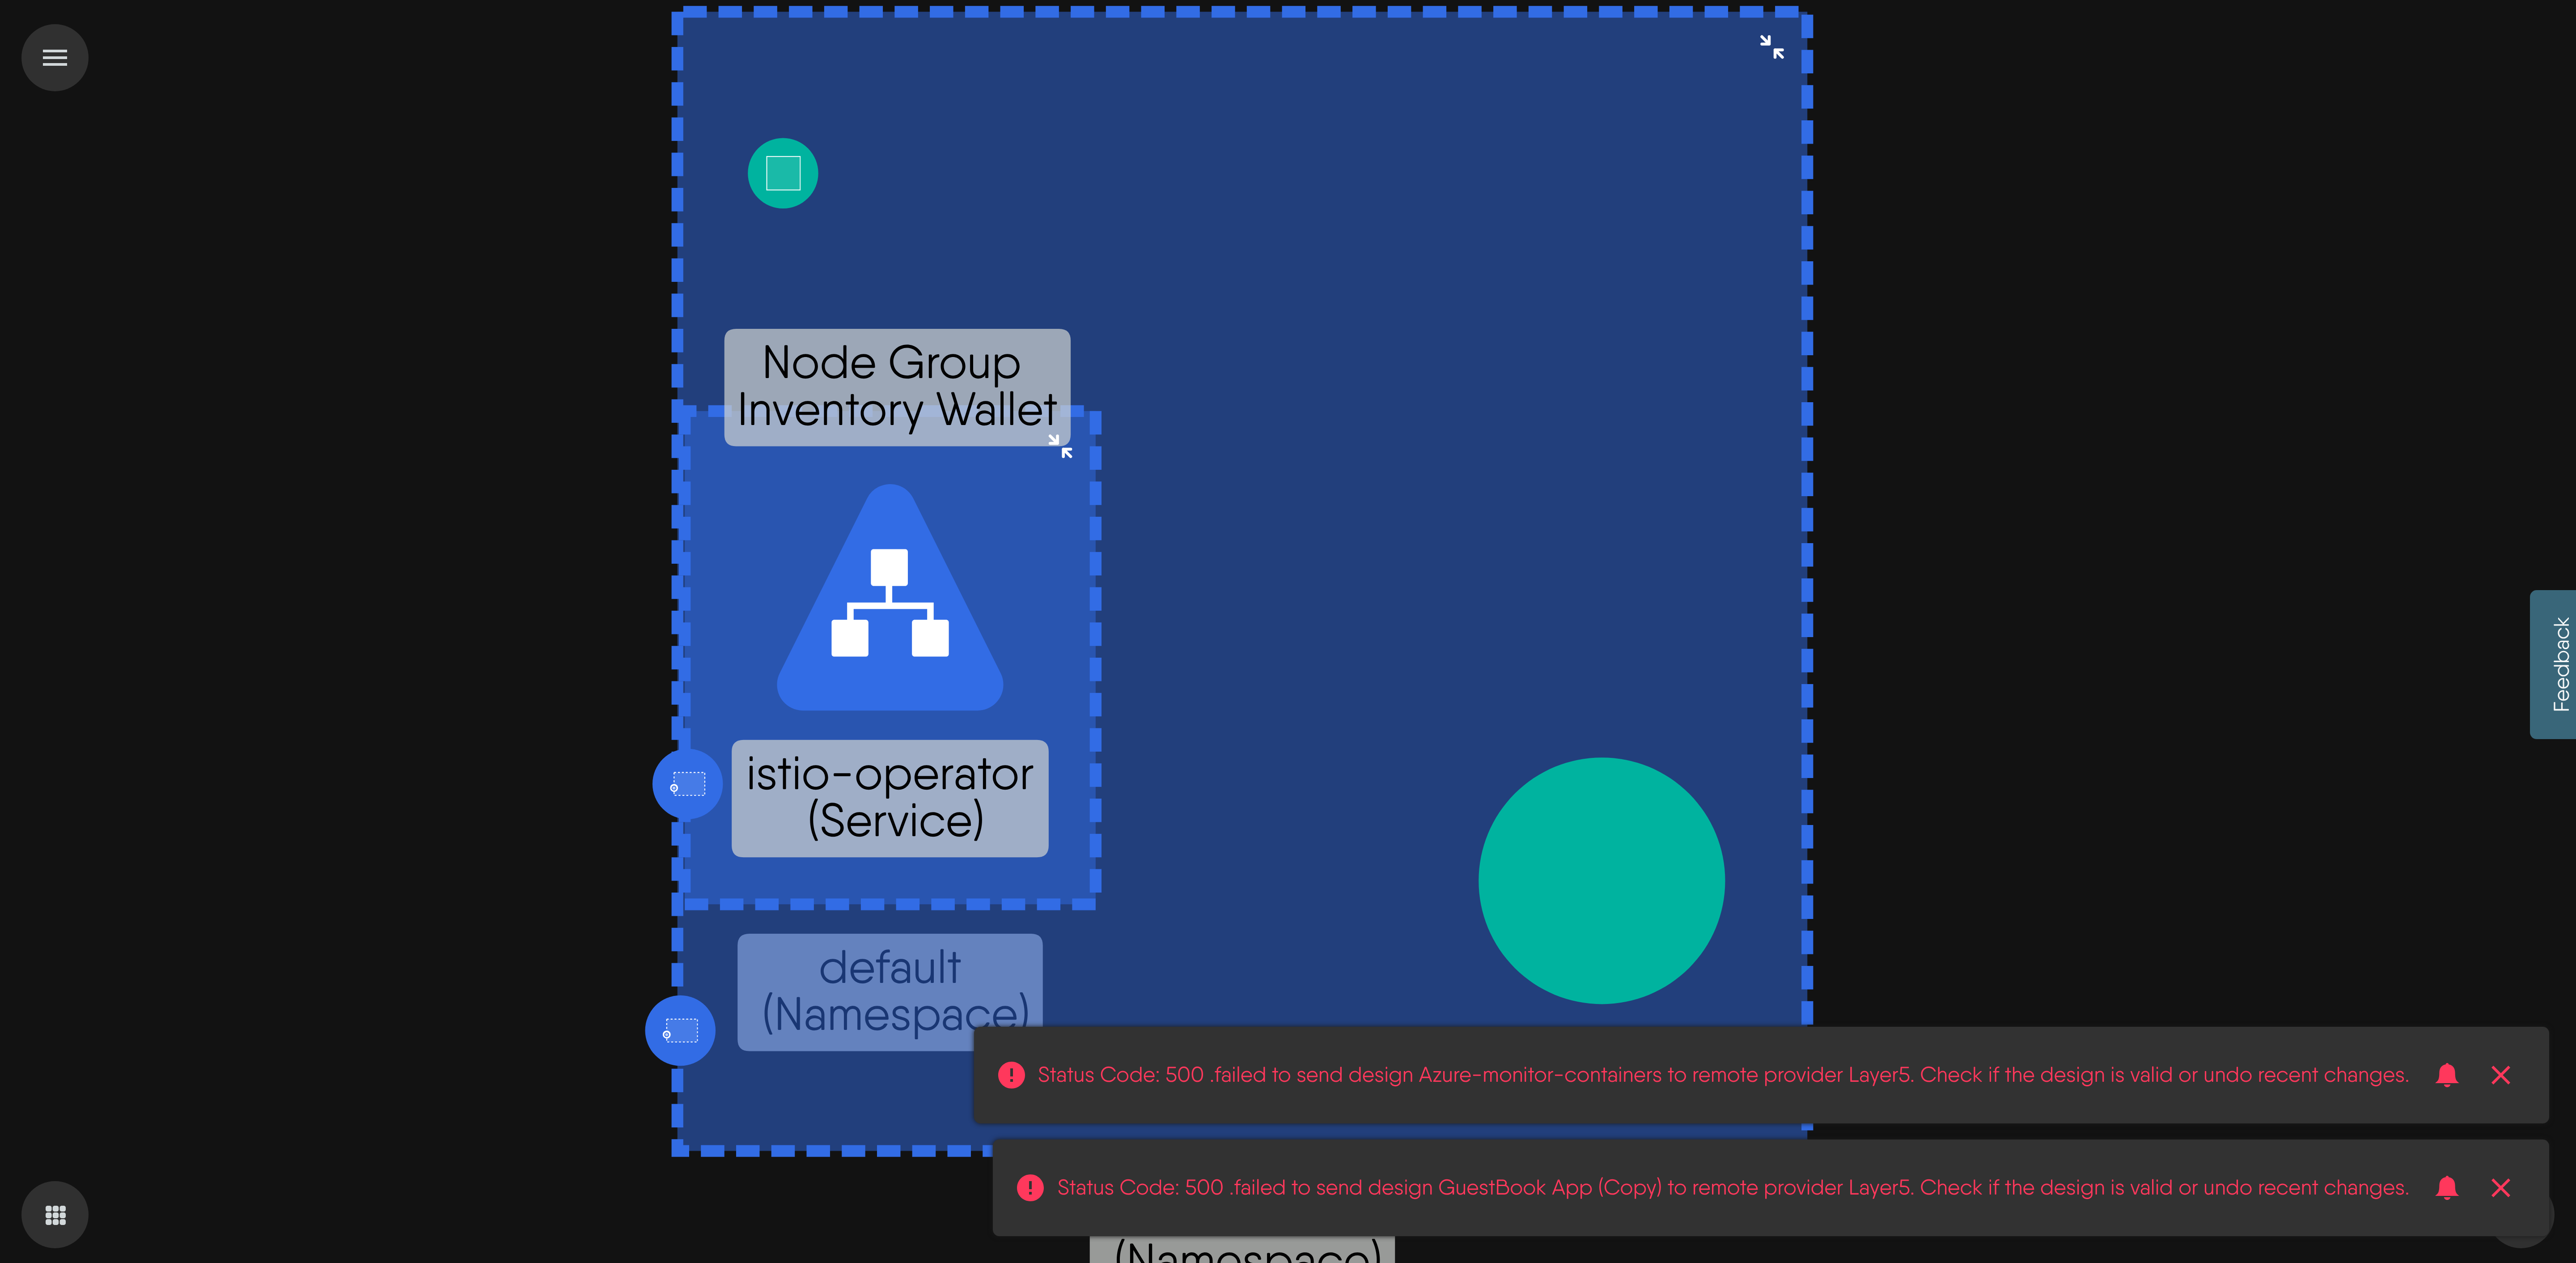 Node Group
Inventory Wallet
istio-operator
(Service)
default
(Namespace)
Feedback
Status Code: 500 .failed to send design Azure-monitor-containers to remote provider Layer5. Check if the design is valid or undo recent changes.
Status Code: 500 .failed to send design GuestBook App (Copy) to remote provider Layer5. Check if the design is valid or undo recent changes.
(Namespace)